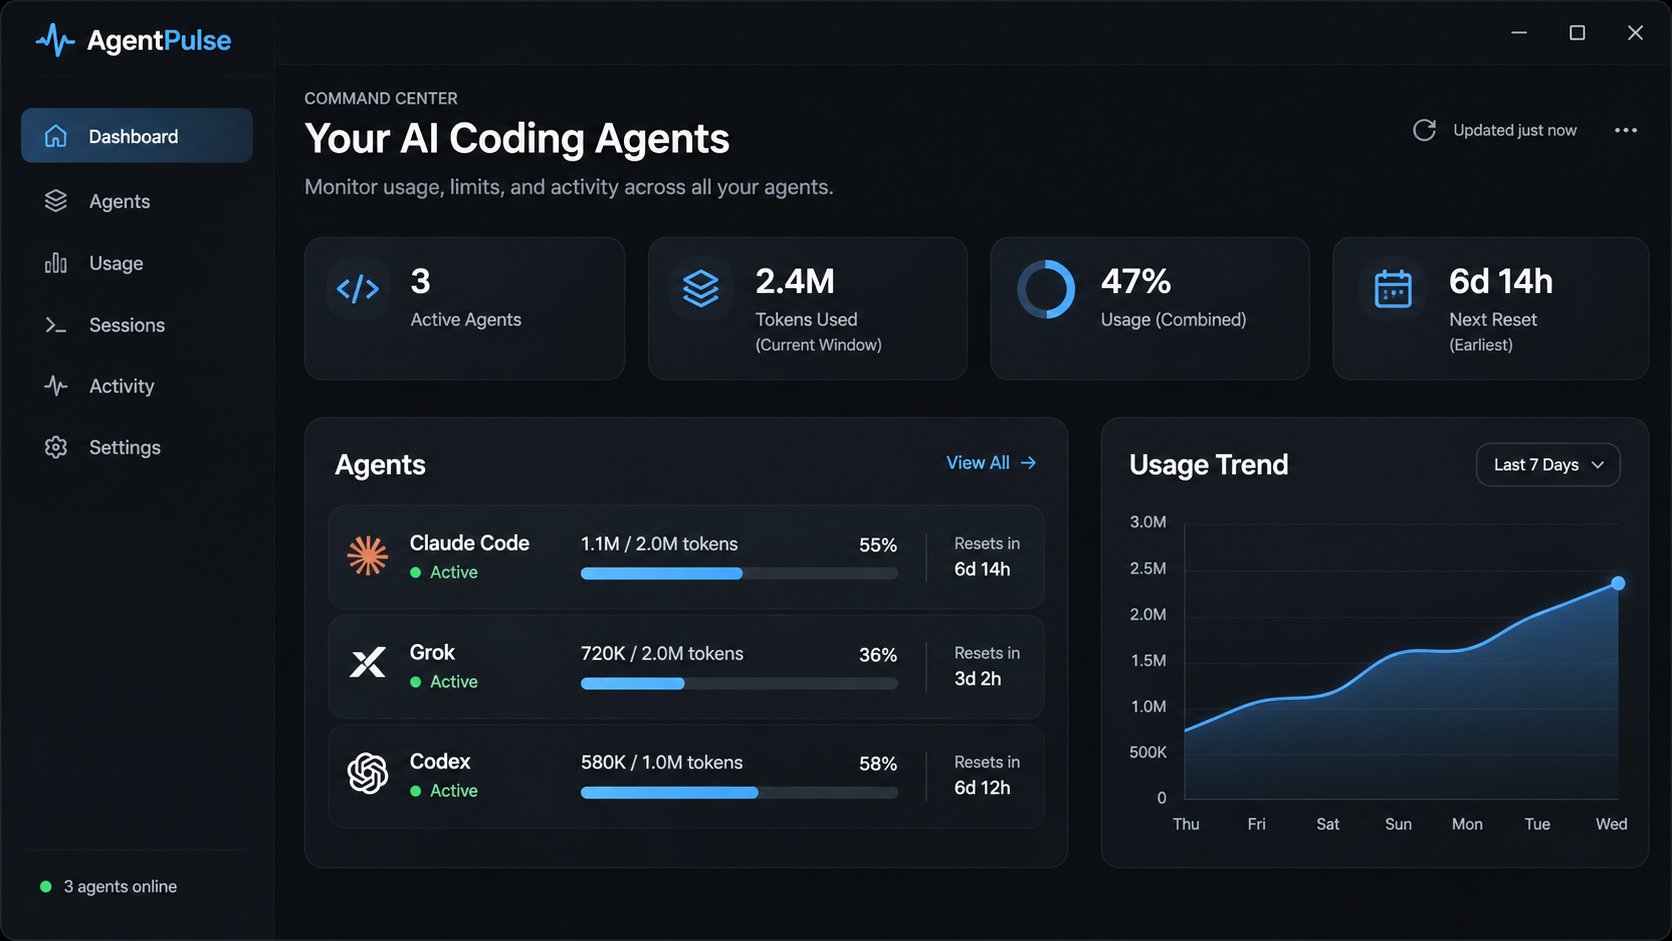 AgentPulse
Dashboard
Agents
Usage
Sessions
Activity
Settings
3 agents online
COMMAND CENTER
Your AI Coding Agents
Monitor usage, limits, and activity across all your agents.
Updated just now
3
Active Agents
2.4M
Tokens Used
(Current Window)
47%
Usage (Combined)
6d 14h
Next Reset
(Earliest)
Agents
View All
Claude Code
Active
1.1M / 2.0M tokens
55%
Resets in
6d 14h
Grok
Active
720K / 2.0M tokens
36%
Resets in
3d 2h
Codex
Active
580K / 1.0M tokens
58%
Resets in
6d 12h
Usage Trend
Last 7 Days
3.0M
2.5M
2.0M
1.5M
1.0M
500K
0
Thu Fri Sat Sun Mon Tue Wed